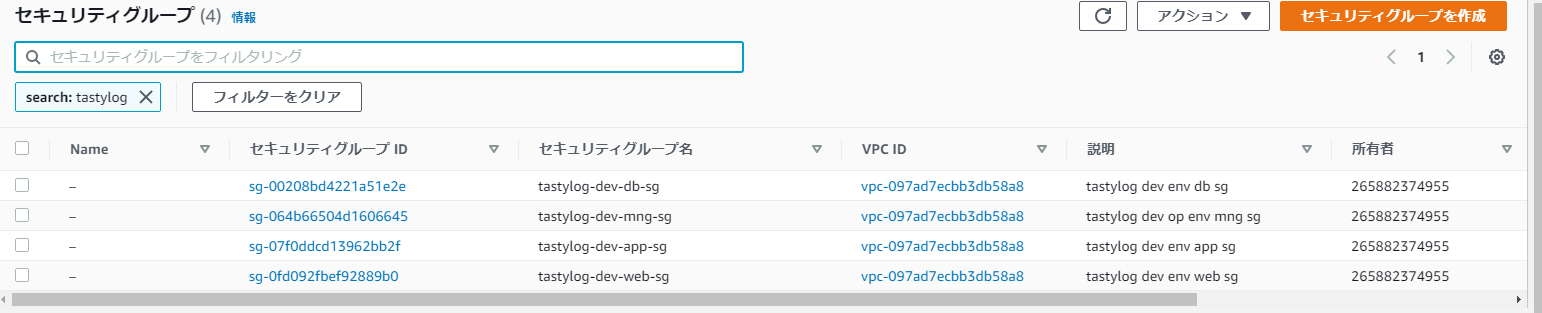 セキュリティグループ (4) 情報
アクション ▼
セキュリティグループを作成
セキュリティグループをフィルタリング
1
search: tastylog
フィルターをクリア
Name セキュリティグループ ID セキュリティグループ名 VPC ID 説明 所有者
– sg-00208bd4221a51e2e tastylog-dev-db-sg vpc-097ad7ecbb3db58a8 tastylog dev env db sg 265882374955
– sg-064b66504d1606645 tastylog-dev-mng-sg vpc-097ad7ecbb3db58a8 tastylog dev op env mng sg 265882374955
– sg-07f0ddcd13962bb2f tastylog-dev-app-sg vpc-097ad7ecbb3db58a8 tastylog dev env app sg 265882374955
– sg-0fd092fbef92889b0 tastylog-dev-web-sg vpc-097ad7ecbb3db58a8 tastylog dev env web sg 265882374955